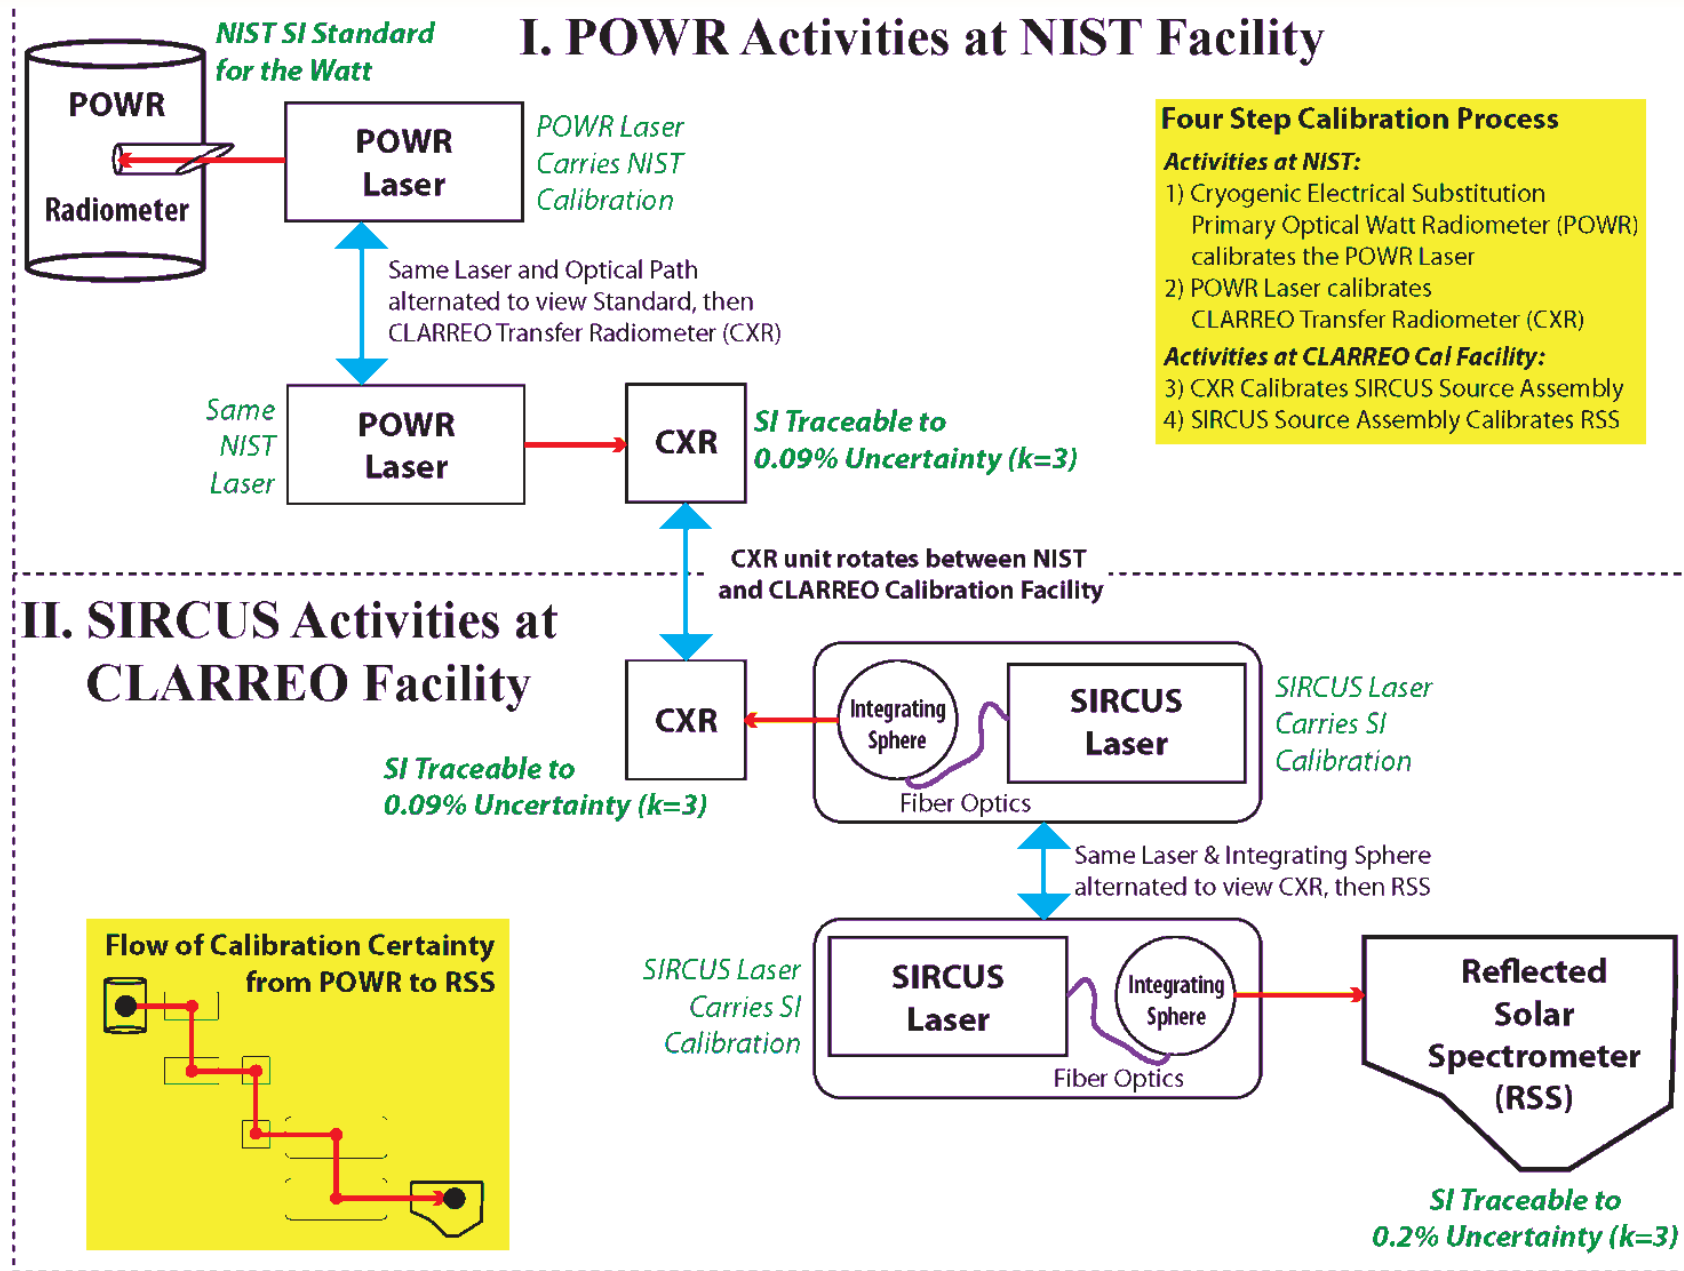 I. POWR Activities at NIST Facility
NIST SI Standard
for the Watt
POWR
Radiometer
POWR
Laser
POWR Laser
Carries NIST
Calibration
Four Step Calibration Process
Activities at NIST:
1) Cryogenic Electrical Substitution
Primary Optical Watt Radiometer (POWR)
calibrates the POWR Laser
2) POWR Laser calibrates
CLARREO Transfer Radiometer (CXR)
Activities at CLARREO Cal Facility:
3) CXR Calibrates SIRCUS Source Assembly
4) SIRCUS Source Assembly Calibrates RSS
Same Laser and Optical Path
alternated to view Standard, then
CLARREO Transfer Radiometer (CXR)
Same
NIST
Laser
POWR
Laser
CXR
SI Traceable to
0.09% Uncertainty (k=3)
CXR unit rotates between NIST
and CLARREO Calibration Facility
II. SIRCUS Activities at
CLARREO Facility
CXR
SI Traceable to
0.09% Uncertainty (k=3)
Integrating
Sphere
Fiber Optics
SIRCUS
Laser
SIRCUS Laser
Carries SI
Calibration
Same Laser & Integrating Sphere
alternated to view CXR, then RSS
Flow of Calibration Certainty
from POWR to RSS
SIRCUS Laser
Carries SI
Calibration
SIRCUS
Laser
Integrating
Sphere
Fiber Optics
Reflected
Solar
Spectrometer
(RSS)
SI Traceable to
0.2% Uncertainty (k=3)